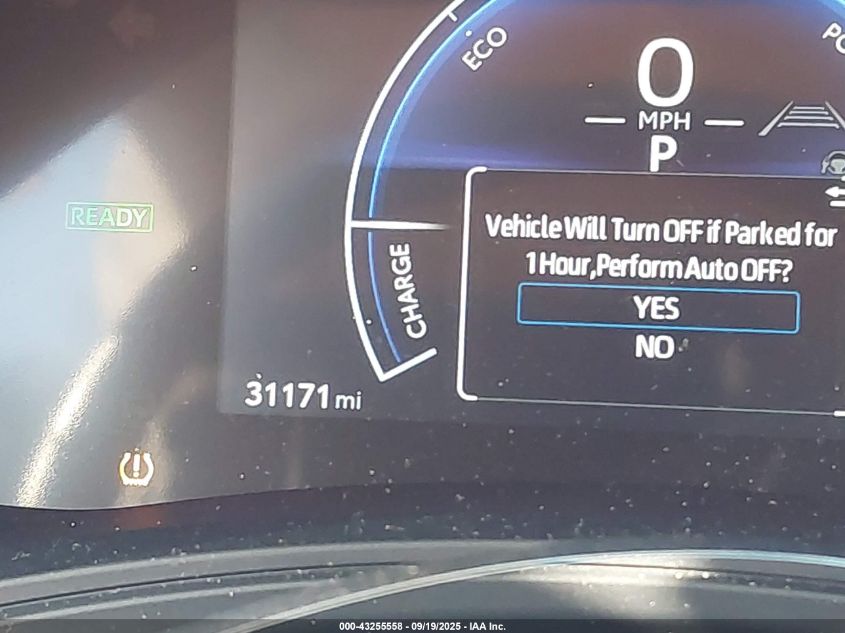 ECO
0
MPH
P
READY
Vehicle Will Turn OFF if Parked for
1 Hour,Perform Auto OFF?
YES
NO
CHARGE
31171 mi
000-43255558 - 09/19/2025 - IAA Inc.